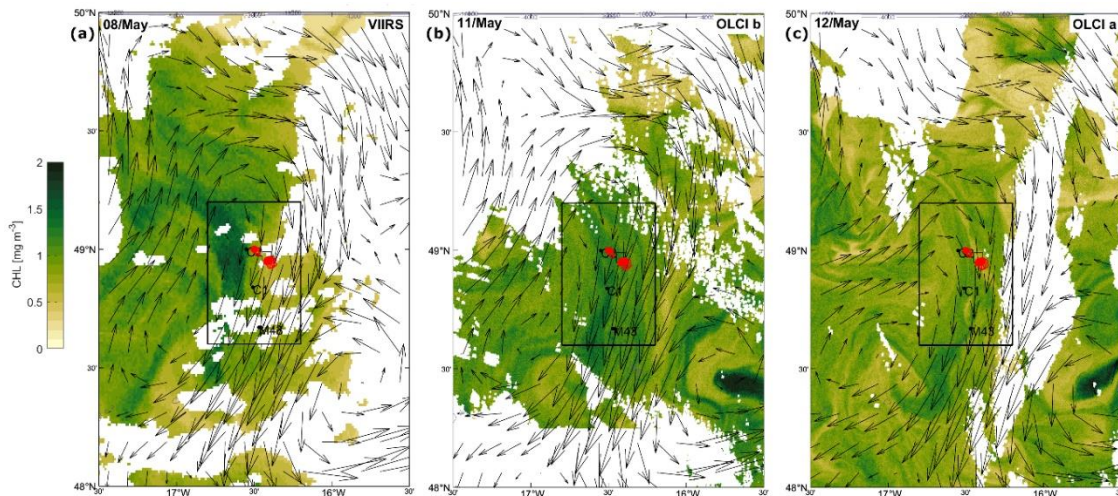 08/May VIIRS
(a)
11/May OLCI b
(b)
12/May OLCI a
(c)
50°N
30'
49°N
30'
48°N
30' 17°W 30' 16°W 30'
50°N
30'
49°N
30'
48°N
30' 17°W 30' 16°W 30'
50°N
30'
49°N
30'
48°N
30' 17°W 30' 16°W 30'
C1
C1
C1
M43
M43
CHL [mg m-3]
2
1.5
1
0.5
0